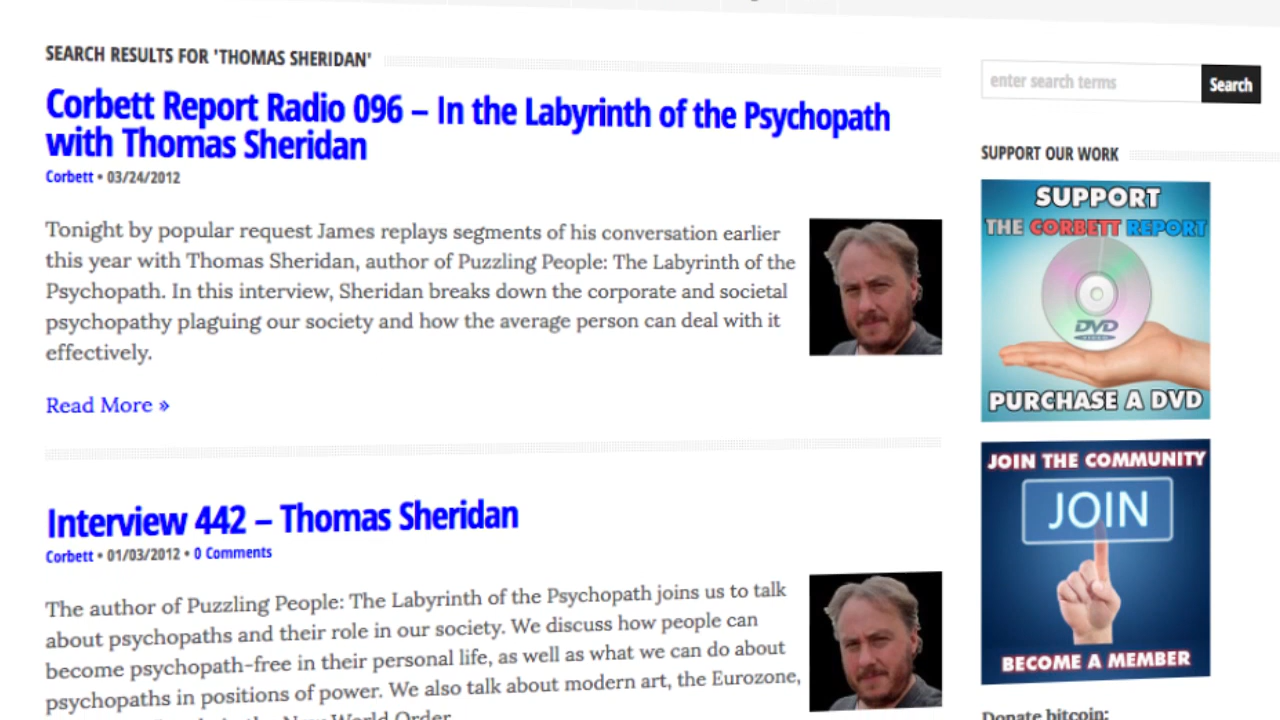 SEARCH RESULTS FOR 'THOMAS SHERIDAN'
Corbett Report Radio 096 – In the Labyrinth of the Psychopath
with Thomas Sheridan
Corbett • 03/24/2012
Tonight by popular request James replays segments of his conversation earlier
this year with Thomas Sheridan, author of Puzzling People: The Labyrinth of the
Psychopath. In this interview, Sheridan breaks down the corporate and societal
psychopathy plaguing our society and how the average person can deal with it
effectively.
Read More »
Interview 442 – Thomas Sheridan
Corbett • 01/03/2012 • 0 Comments
The author of Puzzling People: The Labyrinth of the Psychopath joins us to talk
about psychopaths and their role in our society. We discuss how people can
become psychopath-free in their personal life, as well as what we can do about
psychopaths in positions of power. We also talk about modern art, the Eurozone,
the New World Order
enter search terms
Search
SUPPORT OUR WORK
SUPPORT
THE CORBETT REPORT
DVD
VIDEO
PURCHASE A DVD
JOIN THE COMMUNITY
JOIN
BECOME A MEMBER
Donate bitcoin: